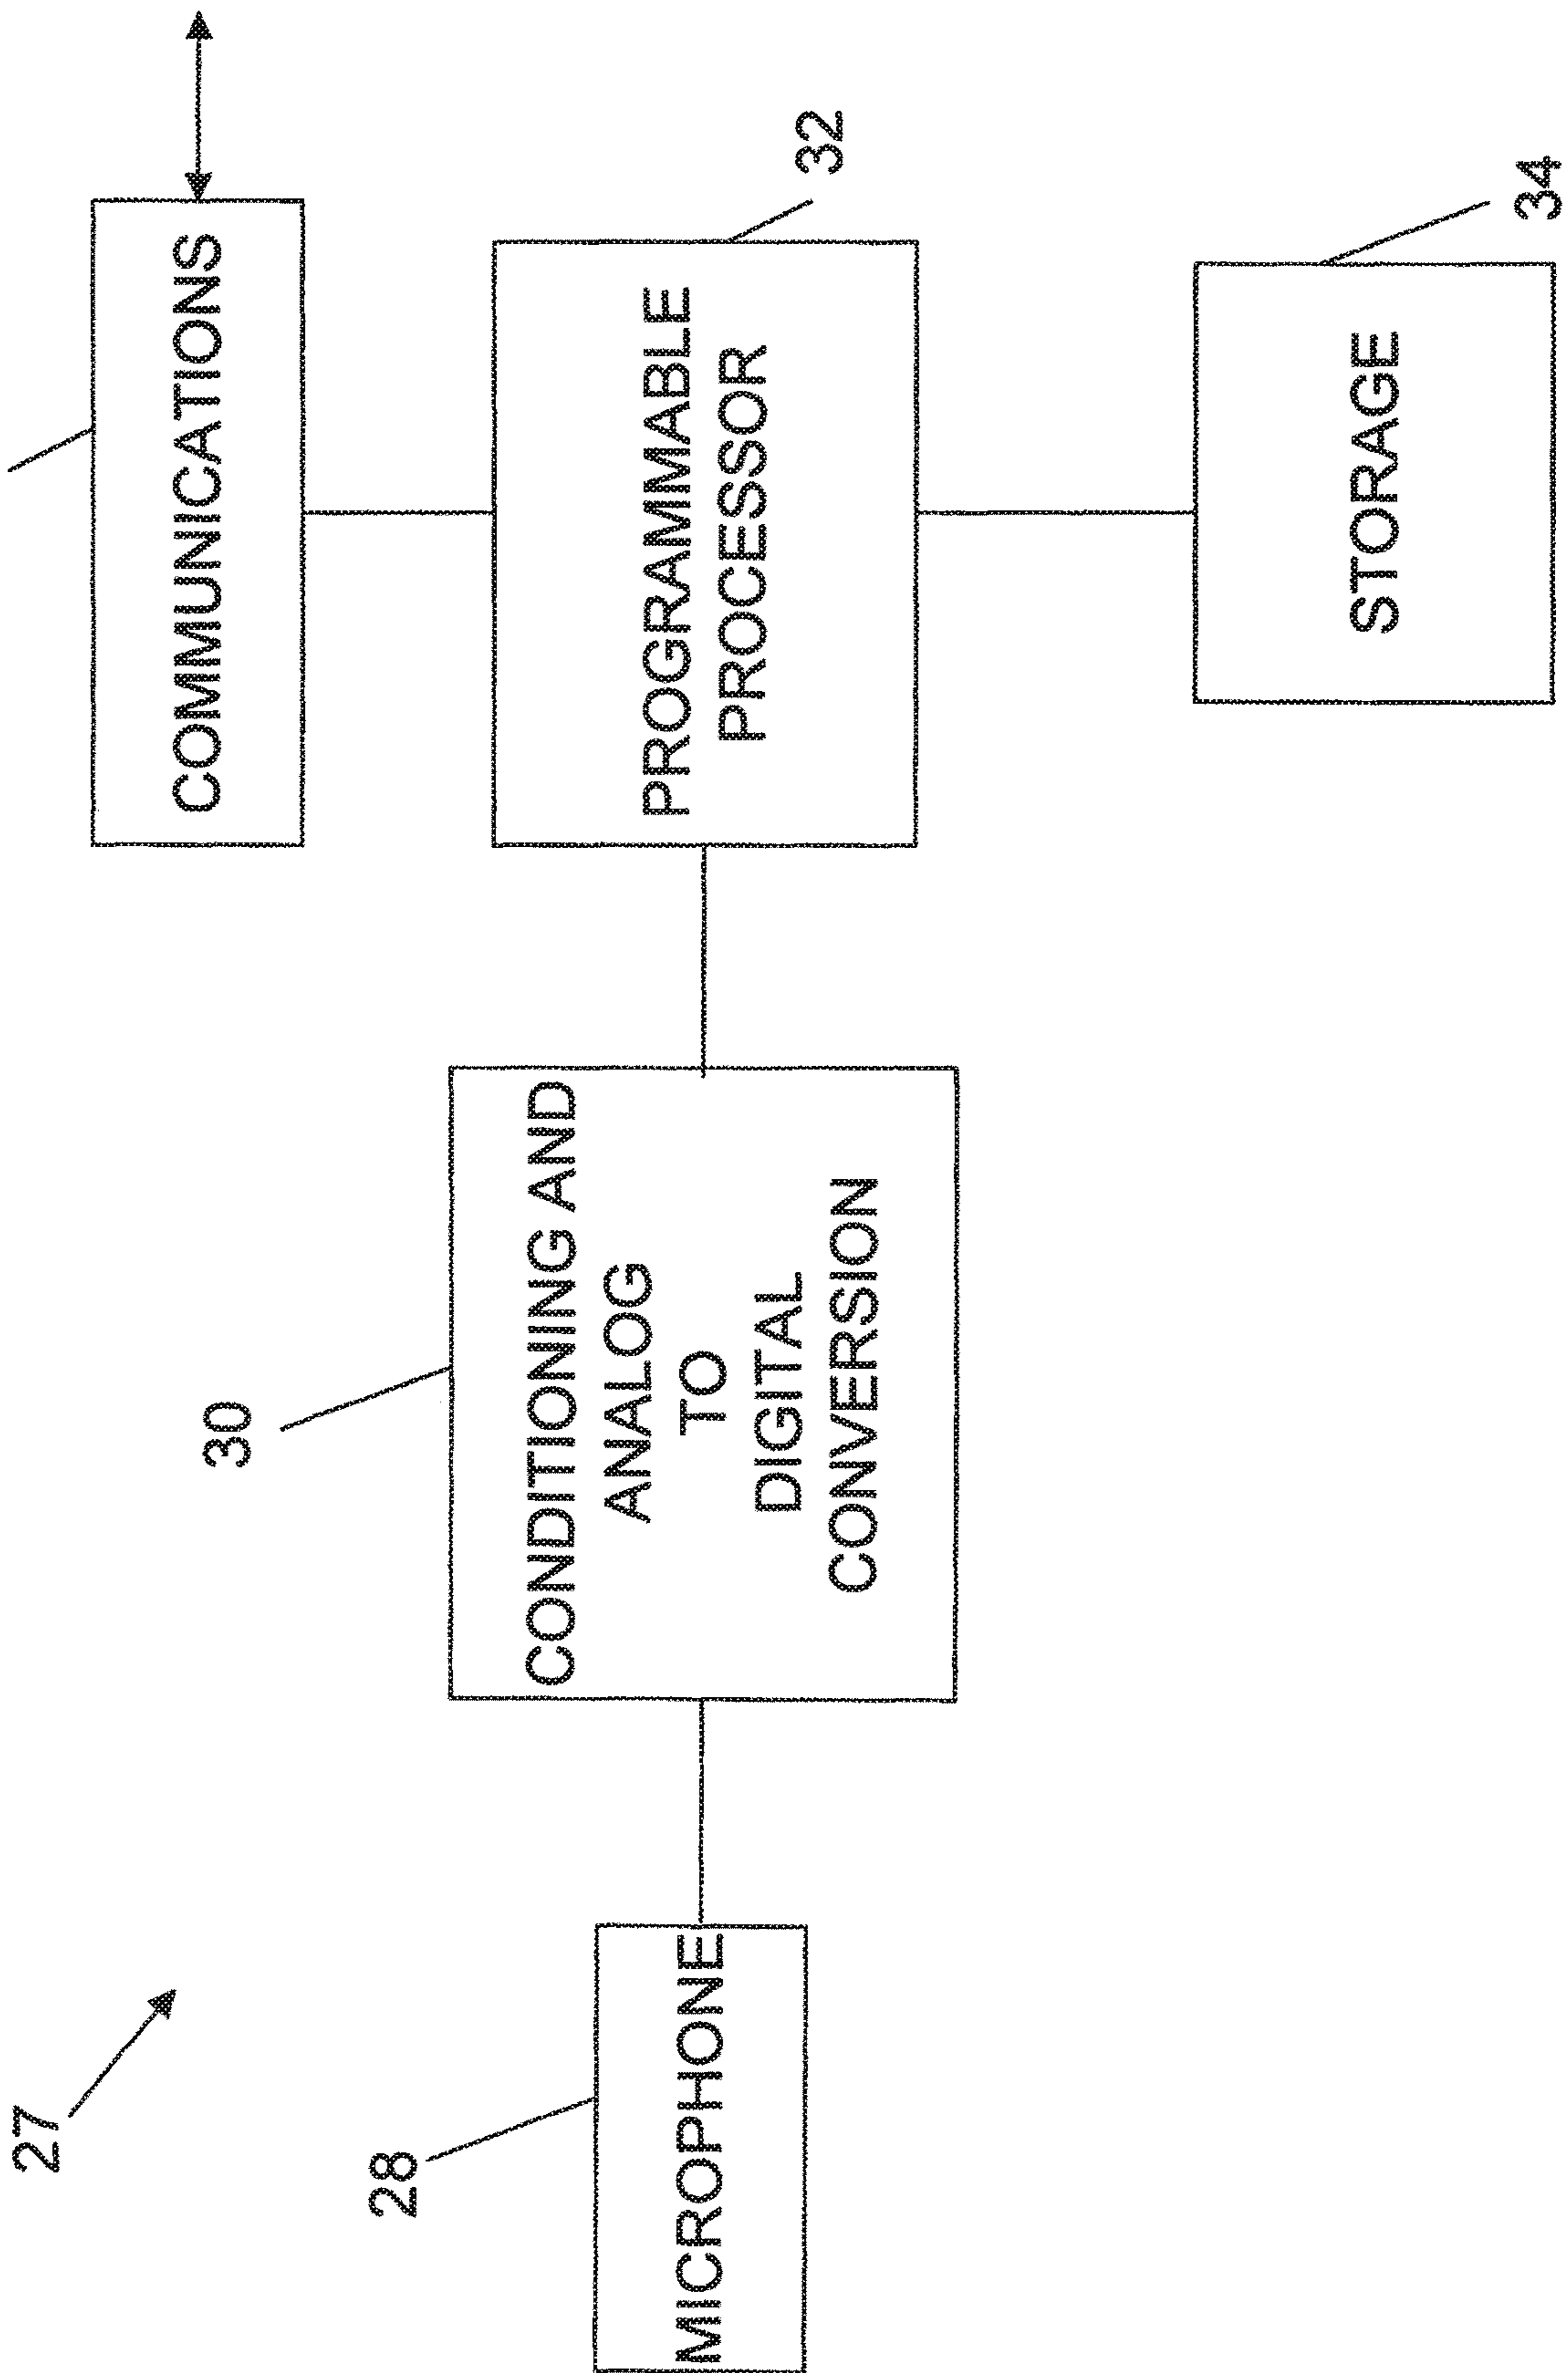 27
28
MICROPHONE
30
CONDITIONING AND
ANALOG
TO
DIGITAL
CONVERSION
COMMUNICATIONS
32
PROGRAMMABLE
PROCESSOR
34
STORAGE